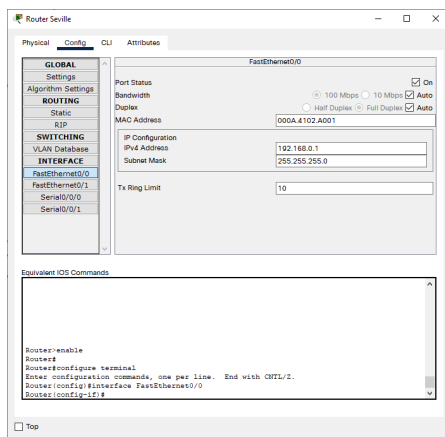 Router Seville
Physical Config CLI Attributes
GLOBAL
Settings
Algorithm Settings
ROUTING
Static
RIP
SWITCHING
VLAN Database
INTERFACE
FastEthernet0/0
FastEthernet0/1
Serial0/0/0
Serial0/0/1
FastEthernet0/0
Port Status On
Bandwidth 100 Mbps 10 Mbps Auto
Duplex Half Duplex Full Duplex Auto
MAC Address 000A.4102.A001
IP Configuration
IPv4 Address 192.168.0.1
Subnet Mask 255.255.255.0
Tx Ring Limit 10
Equivalent IOS Commands
Router>enable
Router#
Router#configure terminal
Enter configuration commands, one per line. End with CNTL/Z.
Router(config)#interface FastEthernet0/0
Router(config-if)#
Top